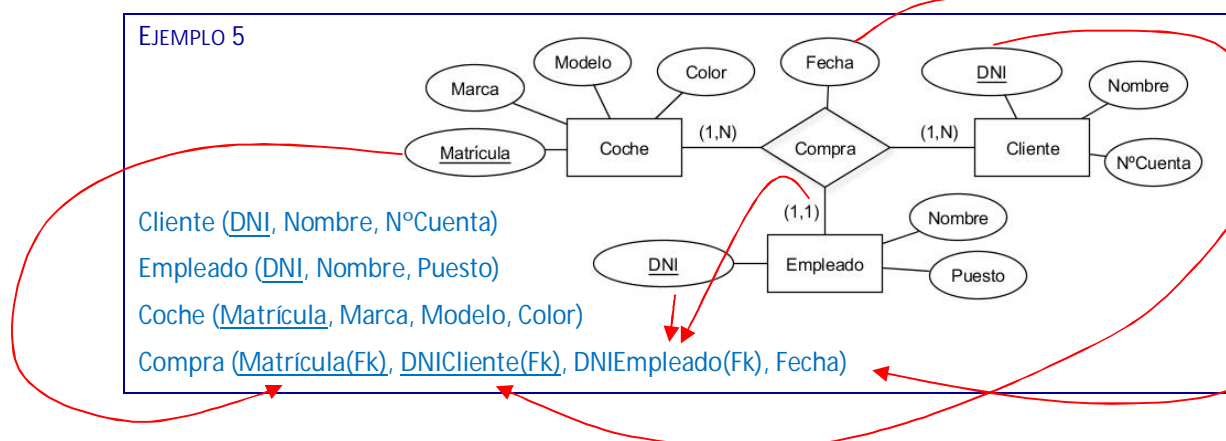 EJEMPLO 5
Modelo
Color
Fecha
DNI
Marca
Nombre
(1,N)
(1,N)
Matrícula
Coche
Compra
Cliente
NºCuenta
(1,1)
Cliente (DNI, Nombre, NºCuenta)
Nombre
Empleado (DNI, Nombre, Puesto)
DNI
Empleado
Puesto
Coche (Matrícula, Marca, Modelo, Color)
Compra (Matrícula(Fk), DNICliente(Fk), DNIEmpleado(Fk), Fecha)